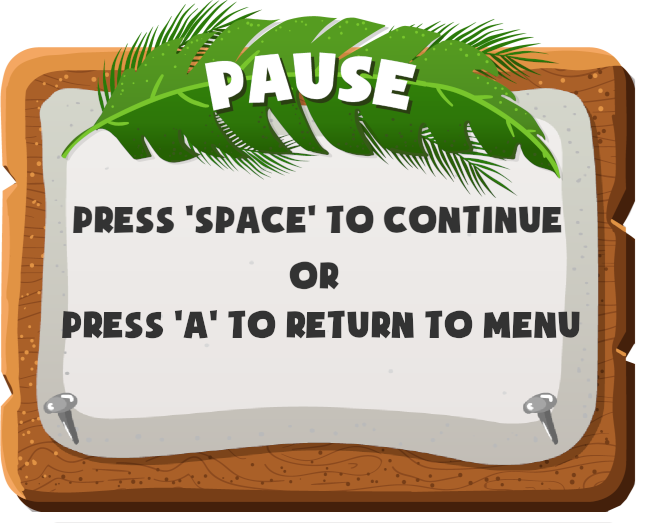 PAUSE
PRESS 'SPACE' TO CONTINUE
OR
PRESS 'A' TO RETURN TO MENU